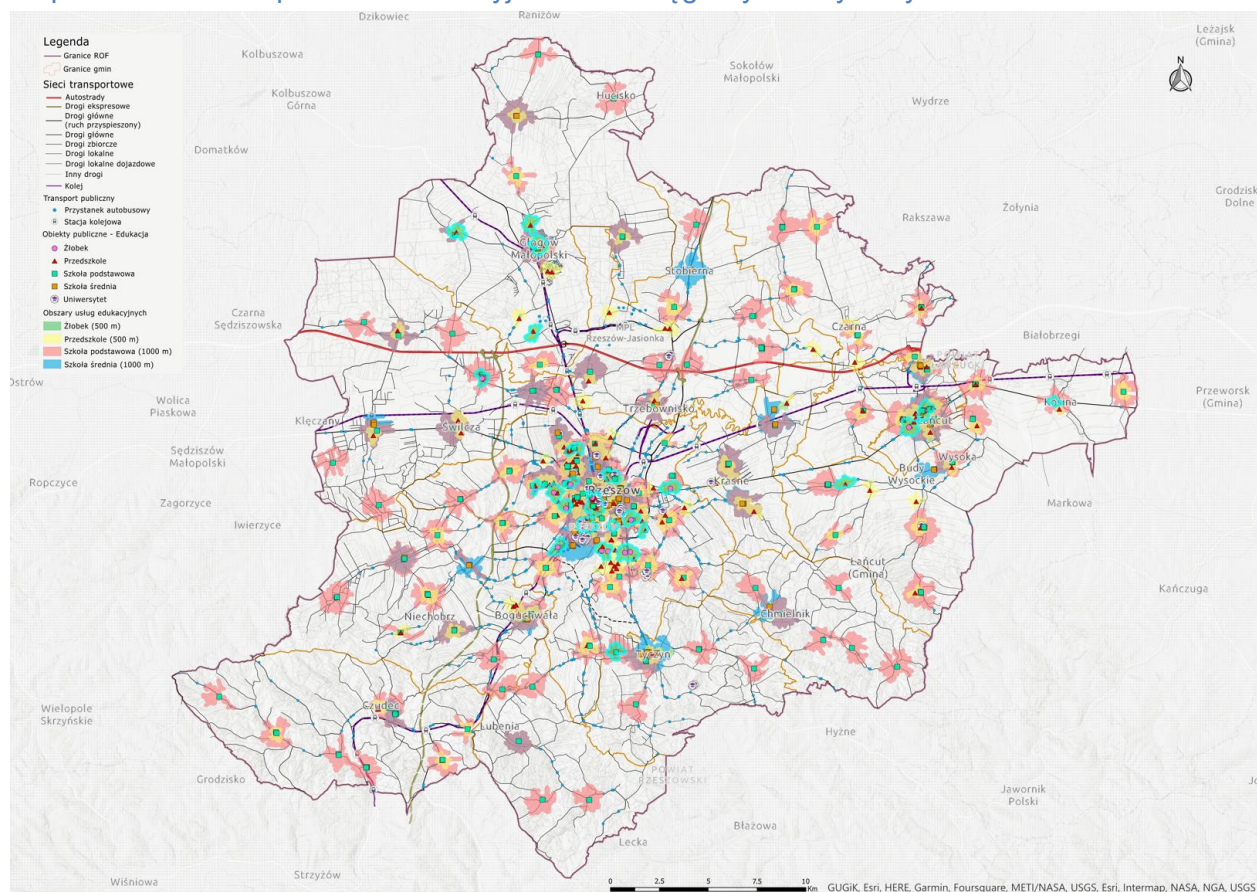 Legenda
Granice ROF
Granice gmin
Sieci transportowe
Autostrady
Drogi ekspresowe
Drogi główne
(ruch przyspieszony)
Drogi główne
Drogi zbiorcze
Drogi lokalne
Drogi lokalne dojazdowe
Inny drogi
Kolej
Transport publiczny
Przystanek autobusowy
Stacja kolejowa
Obiekty publiczne - Edukacja
Żłobek
Przedszkole
Szkoła podstawowa
Szkoła średnia
Uniwersytet
Obszary usług edukacyjnych
Żłobek (500 m)
Przedszkole (500 m)
Szkoła podstawowa (1000 m)
Szkoła średnia (1000 m)
Dzikowiec
Raniżów
Leżajsk
(Gmina)
N
Kolbuszowa
Sokołów
Małopolski
Kolbuszowa
Górna
Hucisko
Wydrze
Domatków
Grodzisk
Dolne
Żołynia
Rakszawa
Głogów
Małopolski
Stobierna
Czarna
Sędziszowska
MPL
Rzeszów-Jasionka
Czarna
Białobrzegi
Ostrów
Przeworsk
(Gmina)
Wolica
Piaskowa
Klęczany
Świlcza
Trzebownisko
Kosina
Łańcut
Sędziszów
Małopolski
Wysoka
Budy
Wysockie
Krasne
Ropczyce
Rzeszów
Zagorzyce
Markowa
Iwierzyce
Łańcut
(Gmina)
Kańczuga
Niechobrz
Boguchwała
Chmielnik
Tyczyn
Wielopole
Skrzyńskie
Czudec
Lubenia
Hyżne
Grodzisko
POWIAT
RZESZOWSKI
Jawornik
Polski
Błażowa
Lecka
Strzyżów
Wiśniowa
0 2.5 5 7.5 10
Km
GUGiK, Esri, HERE, Garmin, Foursquare, METI/NASA, USGS, Esri, Intermap, NASA, NGA, USGS